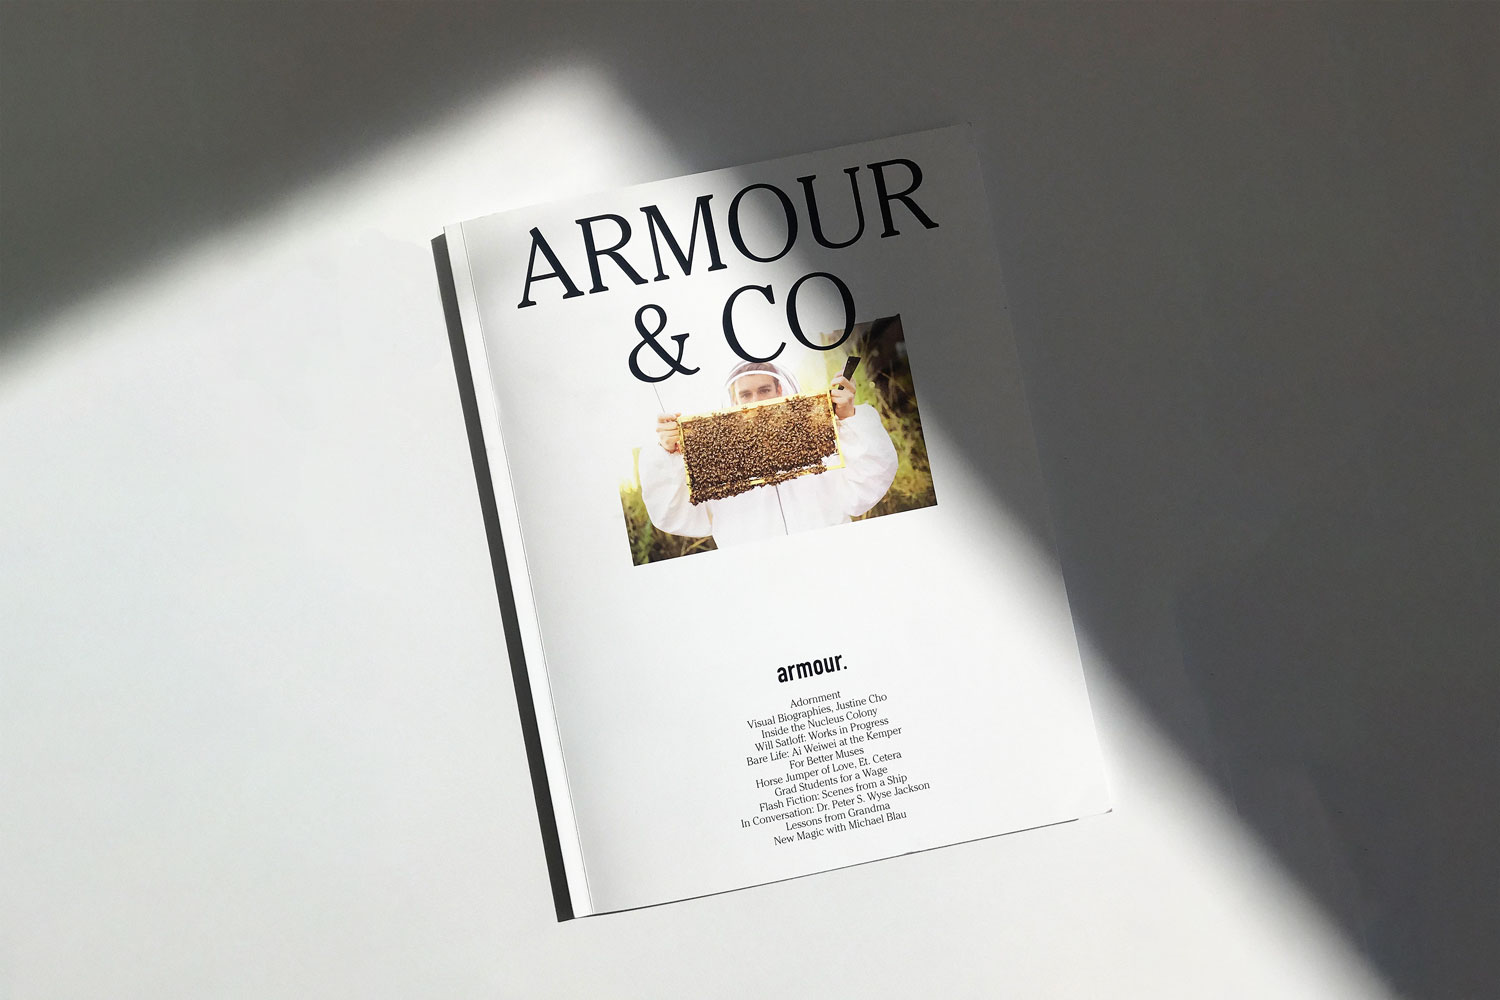 ARMOUR
& CO
armour.
Adornment
Visual Biographies, Justine Cho
Inside the Nucleus Colony
Will Satloff: Works in Progress
Bare Life: Ai Weiwei at the Kemper
For Better Muses
Horse Jumper of Love, Et. Cetera
Grad Students for a Wage
Flash Fiction: Scenes from a Ship
In Conversation: Dr. Peter S. Wyse Jackson
Lessons from Grandma
New Magic with Michael Blau